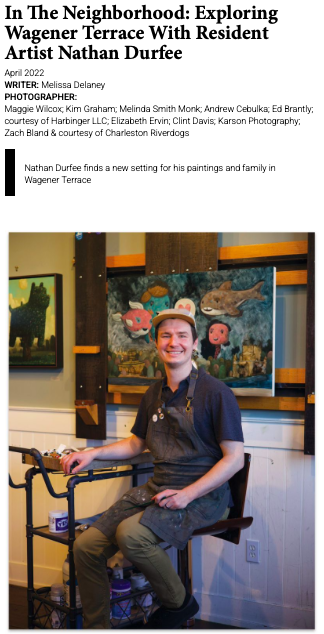 In The Neighborhood: Exploring
Wagener Terrace With Resident
Artist Nathan Durfee
April 2022
WRITER: Melissa Delaney
PHOTOGRAPHER:
Maggie Wilcox; Kim Graham; Melinda Smith Monk; Andrew Cebulka; Ed Brantly;
courtesy of Harbinger LLC; Elizabeth Ervin; Clint Davis; Karson Photography;
Zach Bland & courtesy of Charleston Riverdogs
Nathan Durfee finds a new setting for his paintings and family in
Wagener Terrace